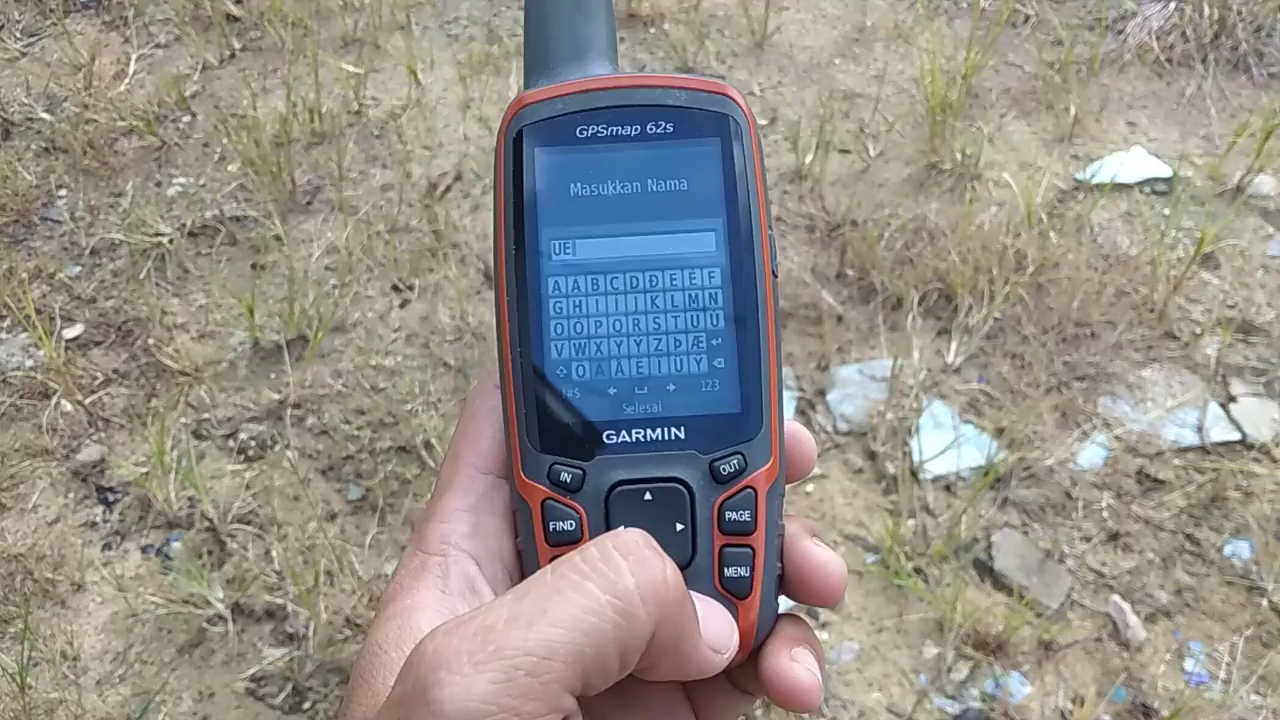 GPSmap 62s
Masukkan Nama
UE
A Á B C D Đ E É F
G H I Í J K L M N
O Ö P Q R S T U Ú
V W X Y Ý Z Þ Æ
123
Selesai
GARMIN
IN
OUT
FIND
PAGE
MENU